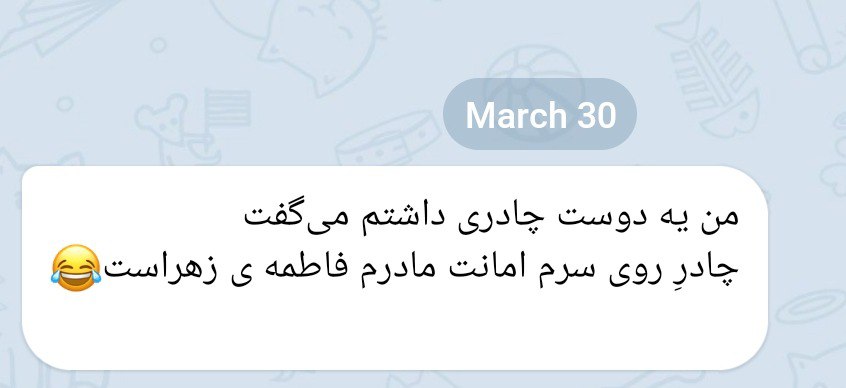 March 30
من یه دوست چادری داشتم می‌گفت
چادرِ روی سرم امانت مادرم فاطمه ی زهراست😂